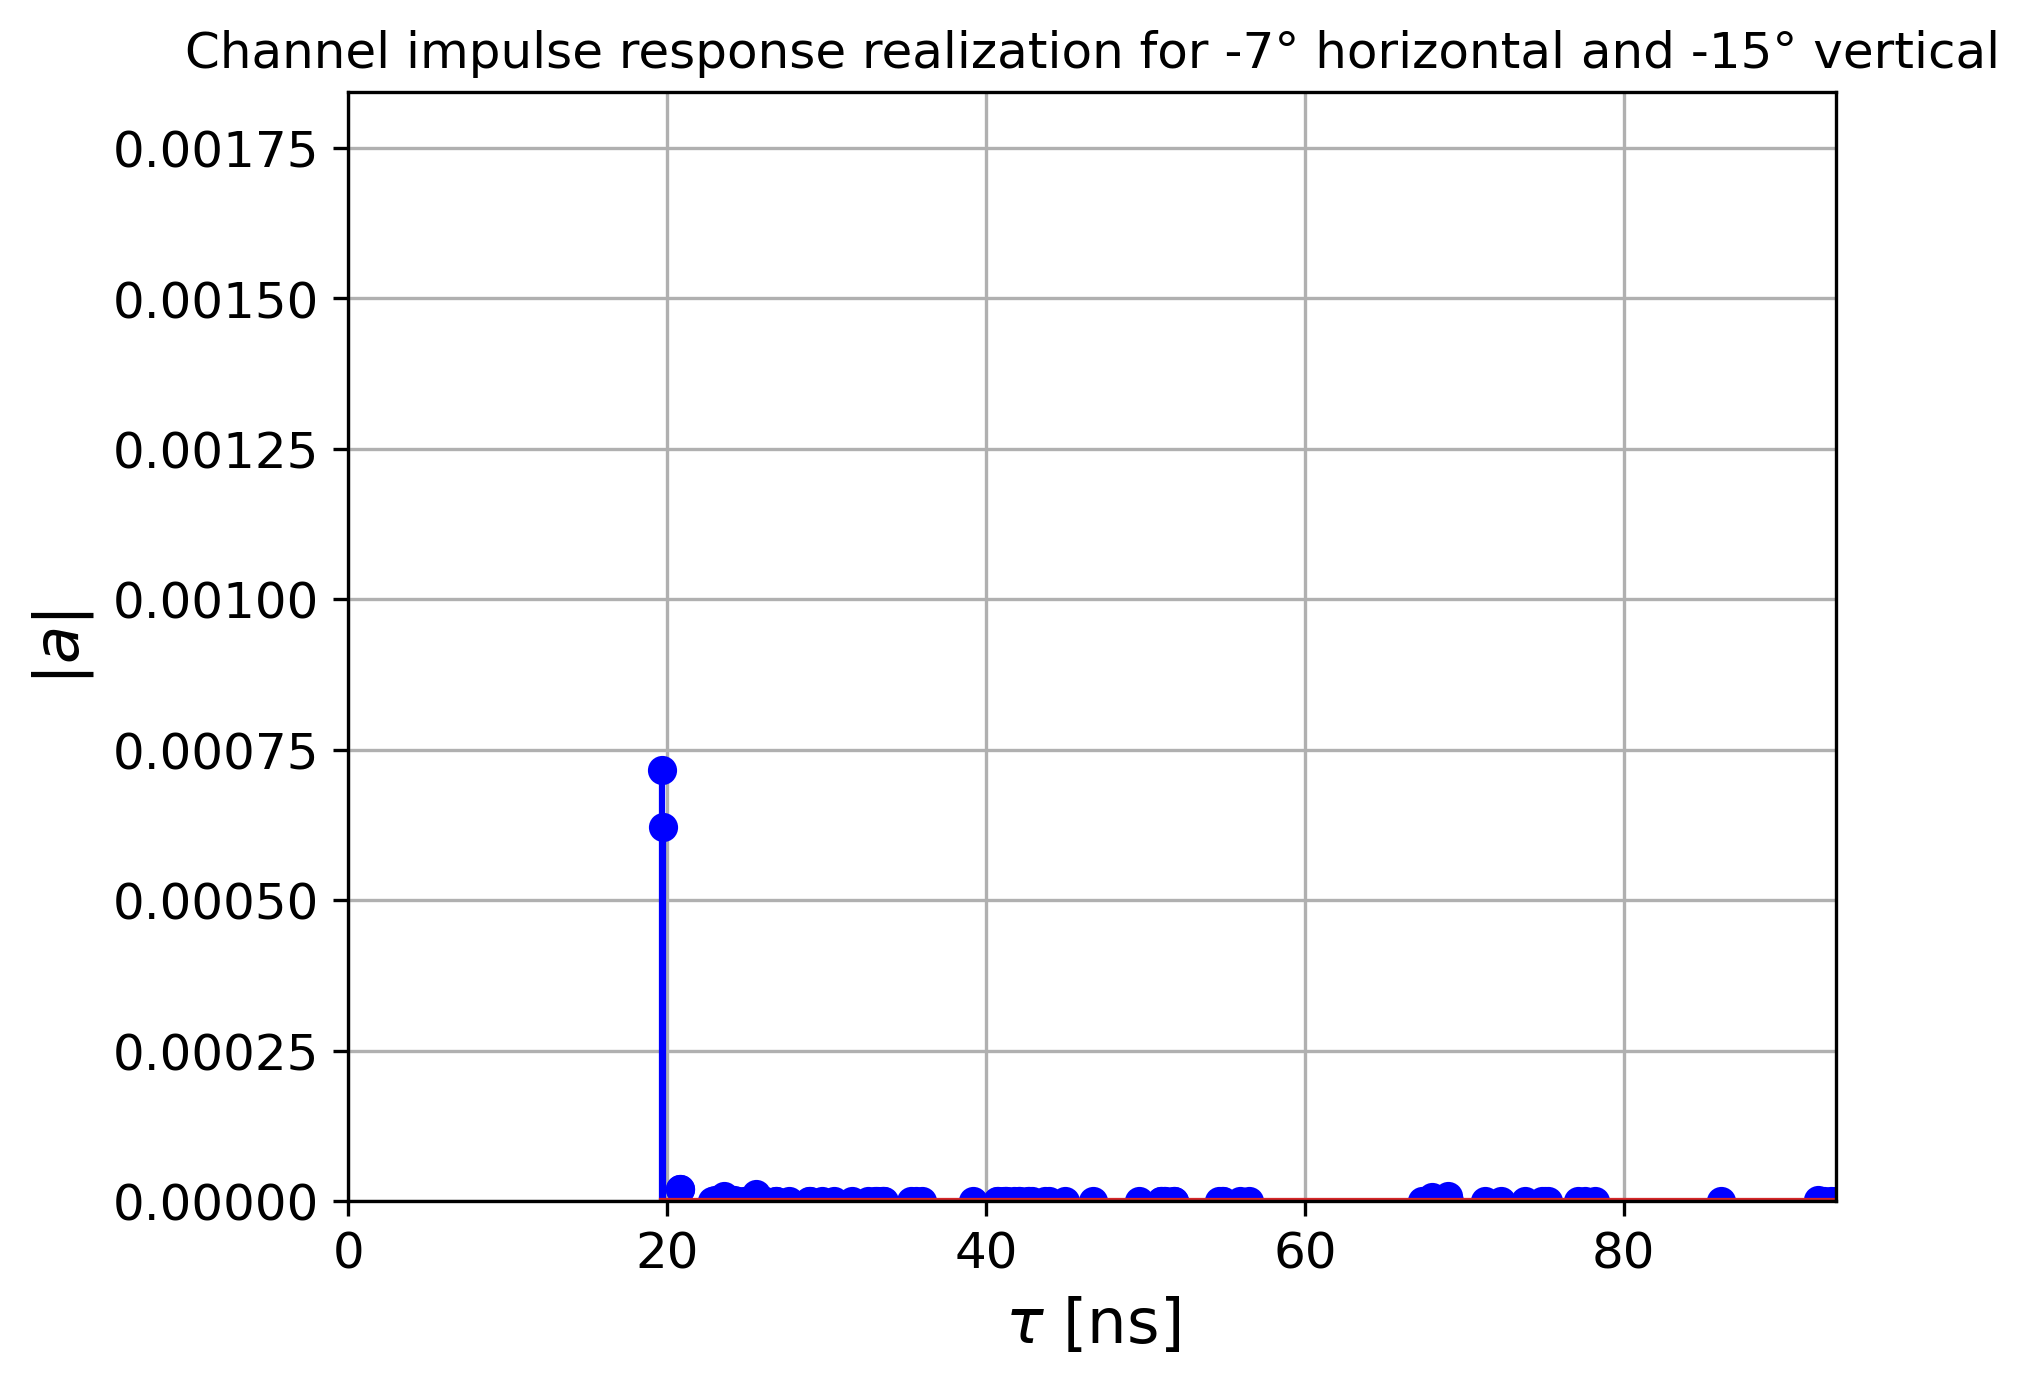 Channel impulse response realization for -7° horizontal and -15° vertical
0.00175
0.00150
0.00125
0.00100
0.00075
0.00050
0.00025
0.00000
|a|
0 20 40 60 80
τ [ns]